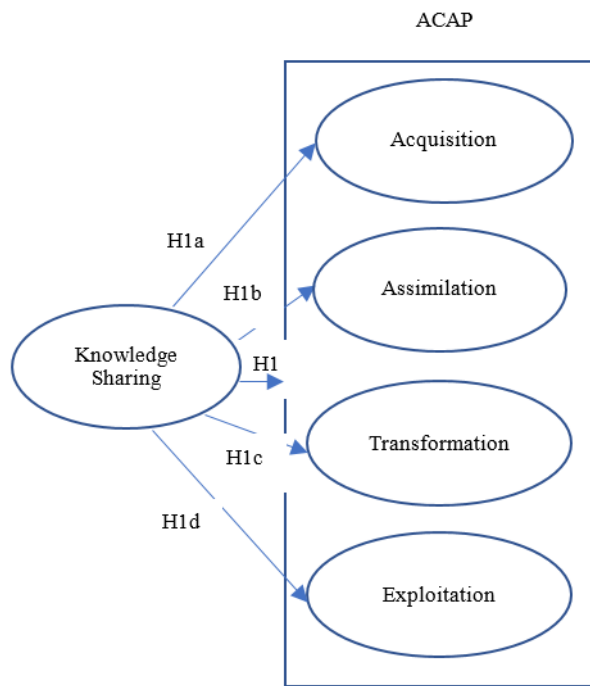 ACAP
Acquisition
H1a
H1b
Assimilation
Knowledge
Sharing
H1
Transformation
H1c
H1d
Exploitation